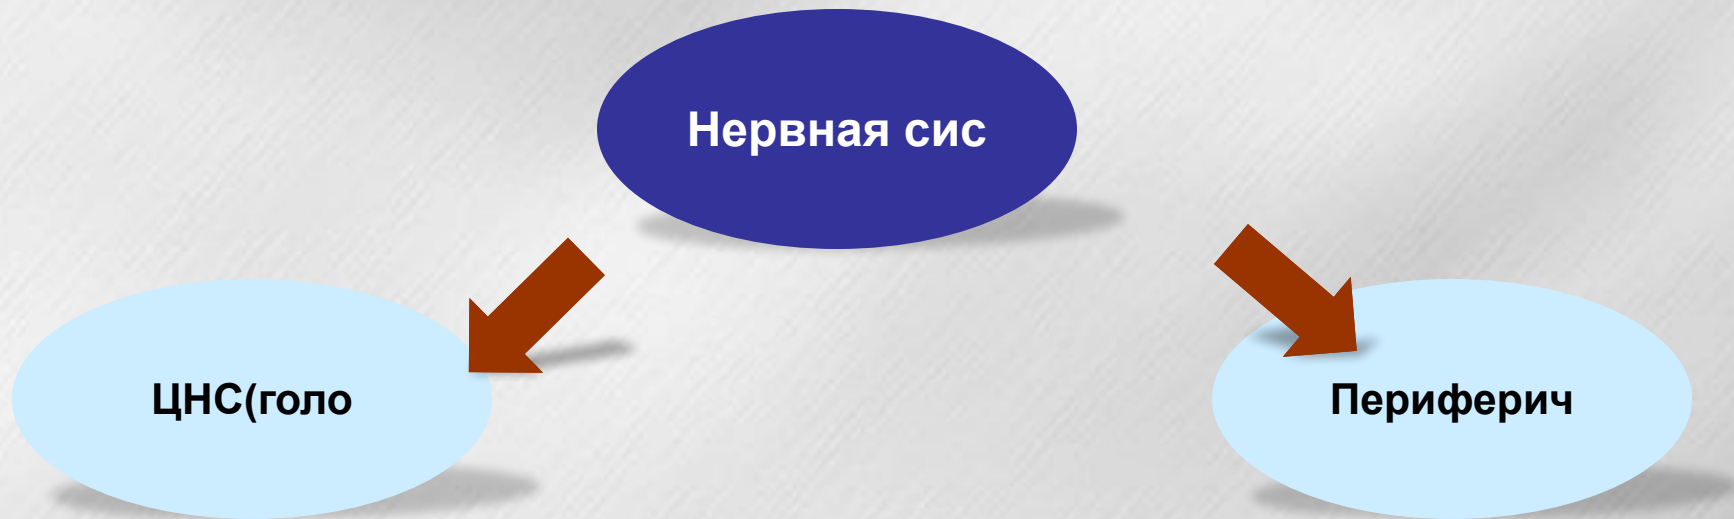 Нервная сис
ЦНС(голо
Периферич